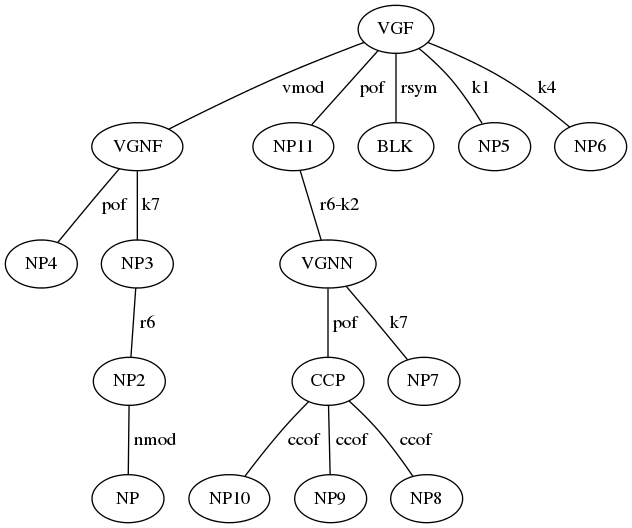 VGF
vmod pof rsym k1 k4
VGNF NP11 BLK NP5 NP6
pof k7 r6-k2
NP4 NP3 VGNN
r6 pof k7
NP2 CCP NP7
nmod ccof ccof ccof
NP NP10 NP9 NP8